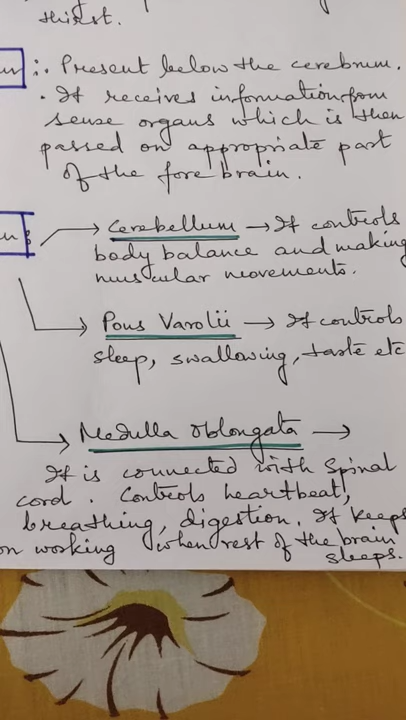 thirst.
:. Present below the cerebrum.
. It receives information from
sense organs which is then
passed on appropriate part
of the fore brain.
→ Cerebellum → It controls
body balance and making
muscular movements.
→ Pons Varolii → It controls
sleep, swallowing, taste etc
→ Medulla oblongata →
It is connected with Spinal
cord. Controls heartbeat,
breathing, digestion. It keeps
on working when rest of the brain
sleeps.